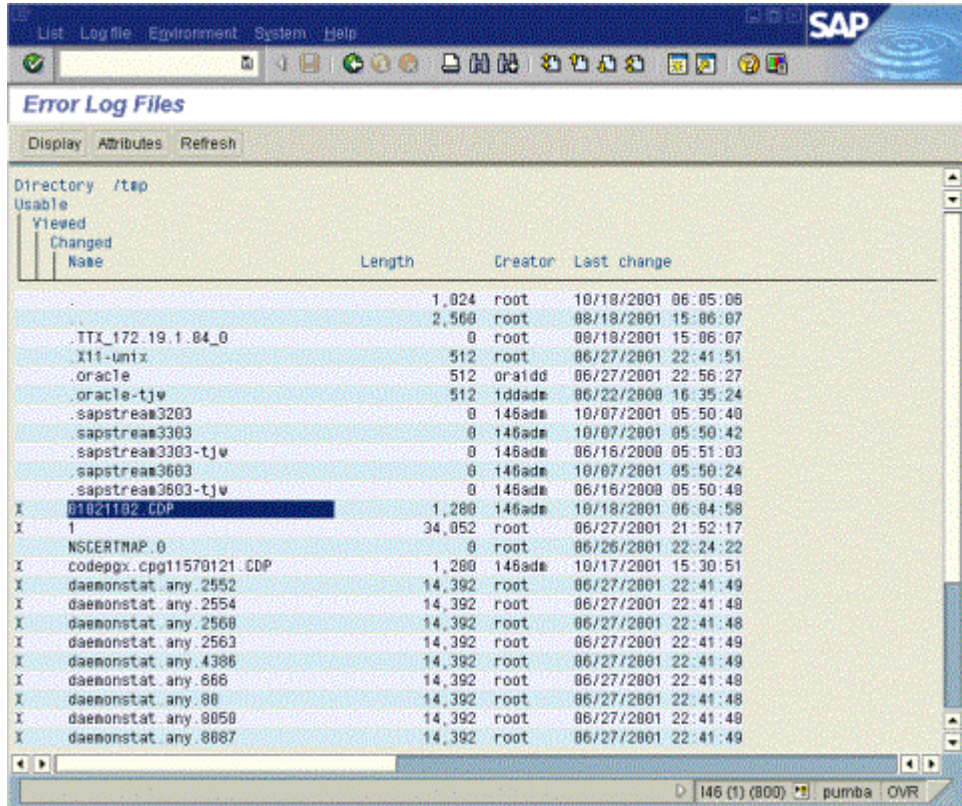 List Logfile Environment System Help
SAP
Error Log Files
Display Attributes Refresh
Directory /tmp
Usable
Viewed
Changed
Name Length Creator Last change
. 1,024 root 10/18/2001 06:05:06
.. 2,560 root 08/18/2001 15:06:07
.TTX_172.19.1.84_0 0 root 08/18/2001 15:06:07
.X11-unix 512 root 06/27/2001 22:41:51
.oracle 512 oraidd 06/27/2001 22:56:27
.oracle-tjw 512 iddadm 06/22/2000 16:35:24
.sapstream3203 0 i46adm 10/07/2001 05:50:40
.sapstream3303 0 i46adm 10/07/2001 05:50:42
.sapstream3303-tjw 0 i46adm 06/16/2000 05:51:03
.sapstream3603 0 i46adm 10/07/2001 05:50:24
.sapstream3603-tjw 0 i46adm 06/16/2000 05:50:48
X 01021102.CDP 1,280 i46adm 10/18/2001 06:04:58
X 1 34,052 root 06/27/2001 21:52:17
NSCERTMAP.0 0 root 06/26/2001 22:24:22
X codepgx.cpg11570121.CDP 1,280 i46adm 10/17/2001 15:30:51
X daemonstat.any.2552 14,392 root 06/27/2001 22:41:49
X daemonstat.any.2554 14,392 root 06/27/2001 22:41:48
X daemonstat.any.2560 14,392 root 06/27/2001 22:41:48
X daemonstat.any.2563 14,392 root 06/27/2001 22:41:49
X daemonstat.any.4386 14,392 root 06/27/2001 22:41:49
X daemonstat.any.666 14,392 root 06/27/2001 22:41:48
X daemonstat.any.80 14,392 root 06/27/2001 22:41:48
X daemonstat.any.8050 14,392 root 06/27/2001 22:41:48
X daemonstat.any.8087 14,392 root 06/27/2001 22:41:49
I46 (1) (800) pumba OVR